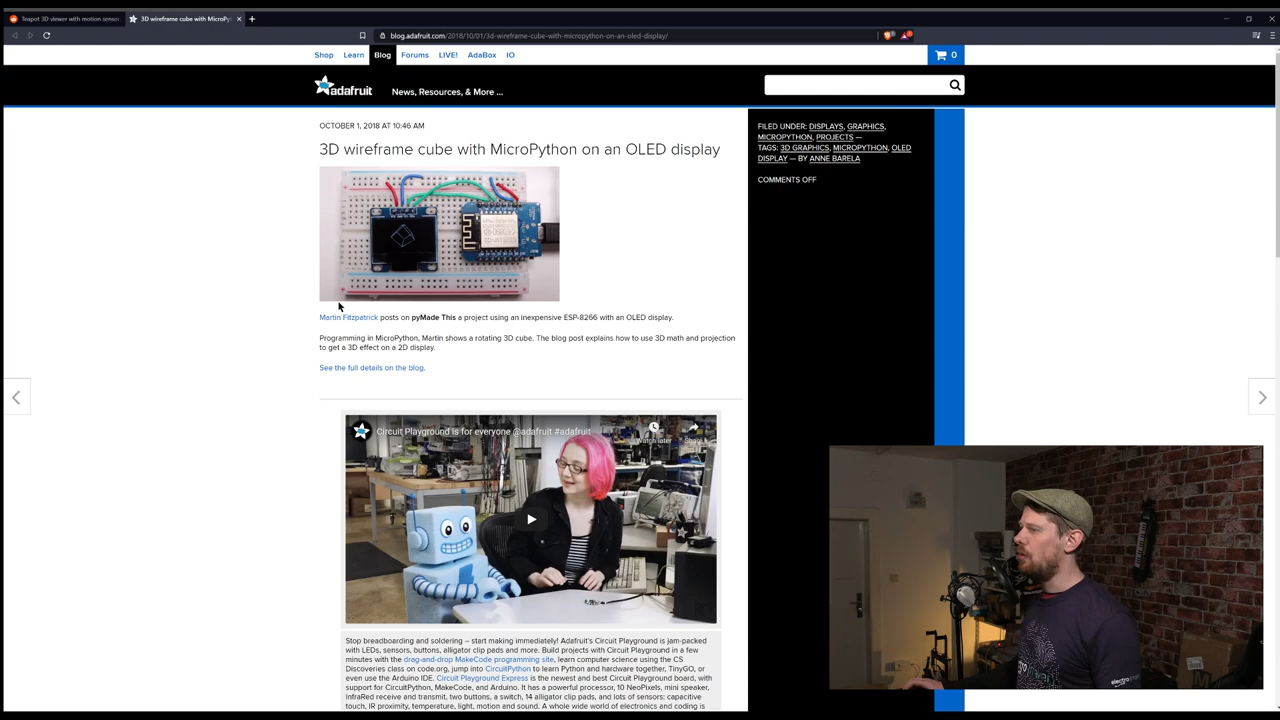 Teapot 3D viewer with motion sensor
3D wireframe cube with MicroPy
blog.adafruit.com/2018/10/01/3d-wireframe-cube-with-micropython-on-an-oled-display/
Shop Learn Blog Forums LIVE! AdaBox IO
0
adafruit
News, Resources, & More ...
OCTOBER 1, 2018 AT 10:46 AM
3D wireframe cube with MicroPython on an OLED display
Martin Fitzpatrick posts on pyMade This a project using an inexpensive ESP-8266 with an OLED display.
Programming in MicroPython, Martin shows a rotating 3D cube. The blog post explains how to use 3D math and projection
to get a 3D effect on a 2D display.
See the full details on the blog.
FILED UNDER: DISPLAYS, GRAPHICS,
MICROPYTHON, PROJECTS —
TAGS: 3D GRAPHICS, MICROPYTHON, OLED
DISPLAY — BY ANNE BARELA
COMMENTS OFF
Circuit Playground is for everyone @adafruit #adafruit
Watch later
Share
Stop breadboarding and soldering – start making immediately! Adafruit's Circuit Playground is jam-packed
with LEDs, sensors, buttons, alligator clip pads and more. Build projects with Circuit Playground in a few
minutes with the drag-and-drop MakeCode programming site, learn computer science using the CS
Discoveries class on code.org, jump into CircuitPython to learn Python and hardware together, TinyGO, or
even use the Arduino IDE. Circuit Playground Express is the newest and best Circuit Playground board, with
support for CircuitPython, MakeCode, and Arduino. It has a powerful processor, 10 NeoPixels, mini speaker,
InfraRed receive and transmit, two buttons, a switch, 14 alligator clip pads, and lots of sensors: capacitive
touch, IR proximity, temperature, light, motion and sound. A whole wide world of electronics and coding is